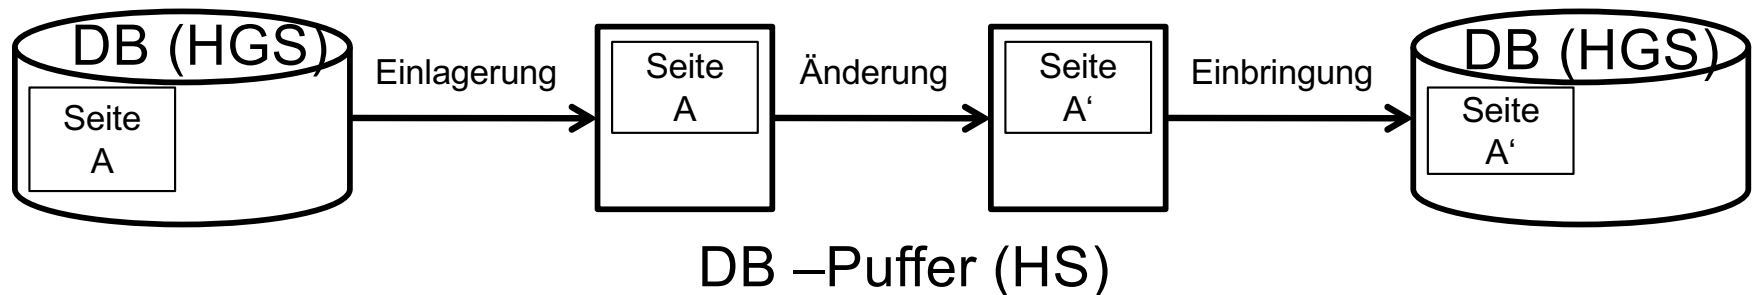 DB (HGS)
Seite
A
Einlagerung
Seite
A
Änderung
Seite
A‘
Einbringung
DB (HGS)
Seite
A‘
DB –Puffer (HS)